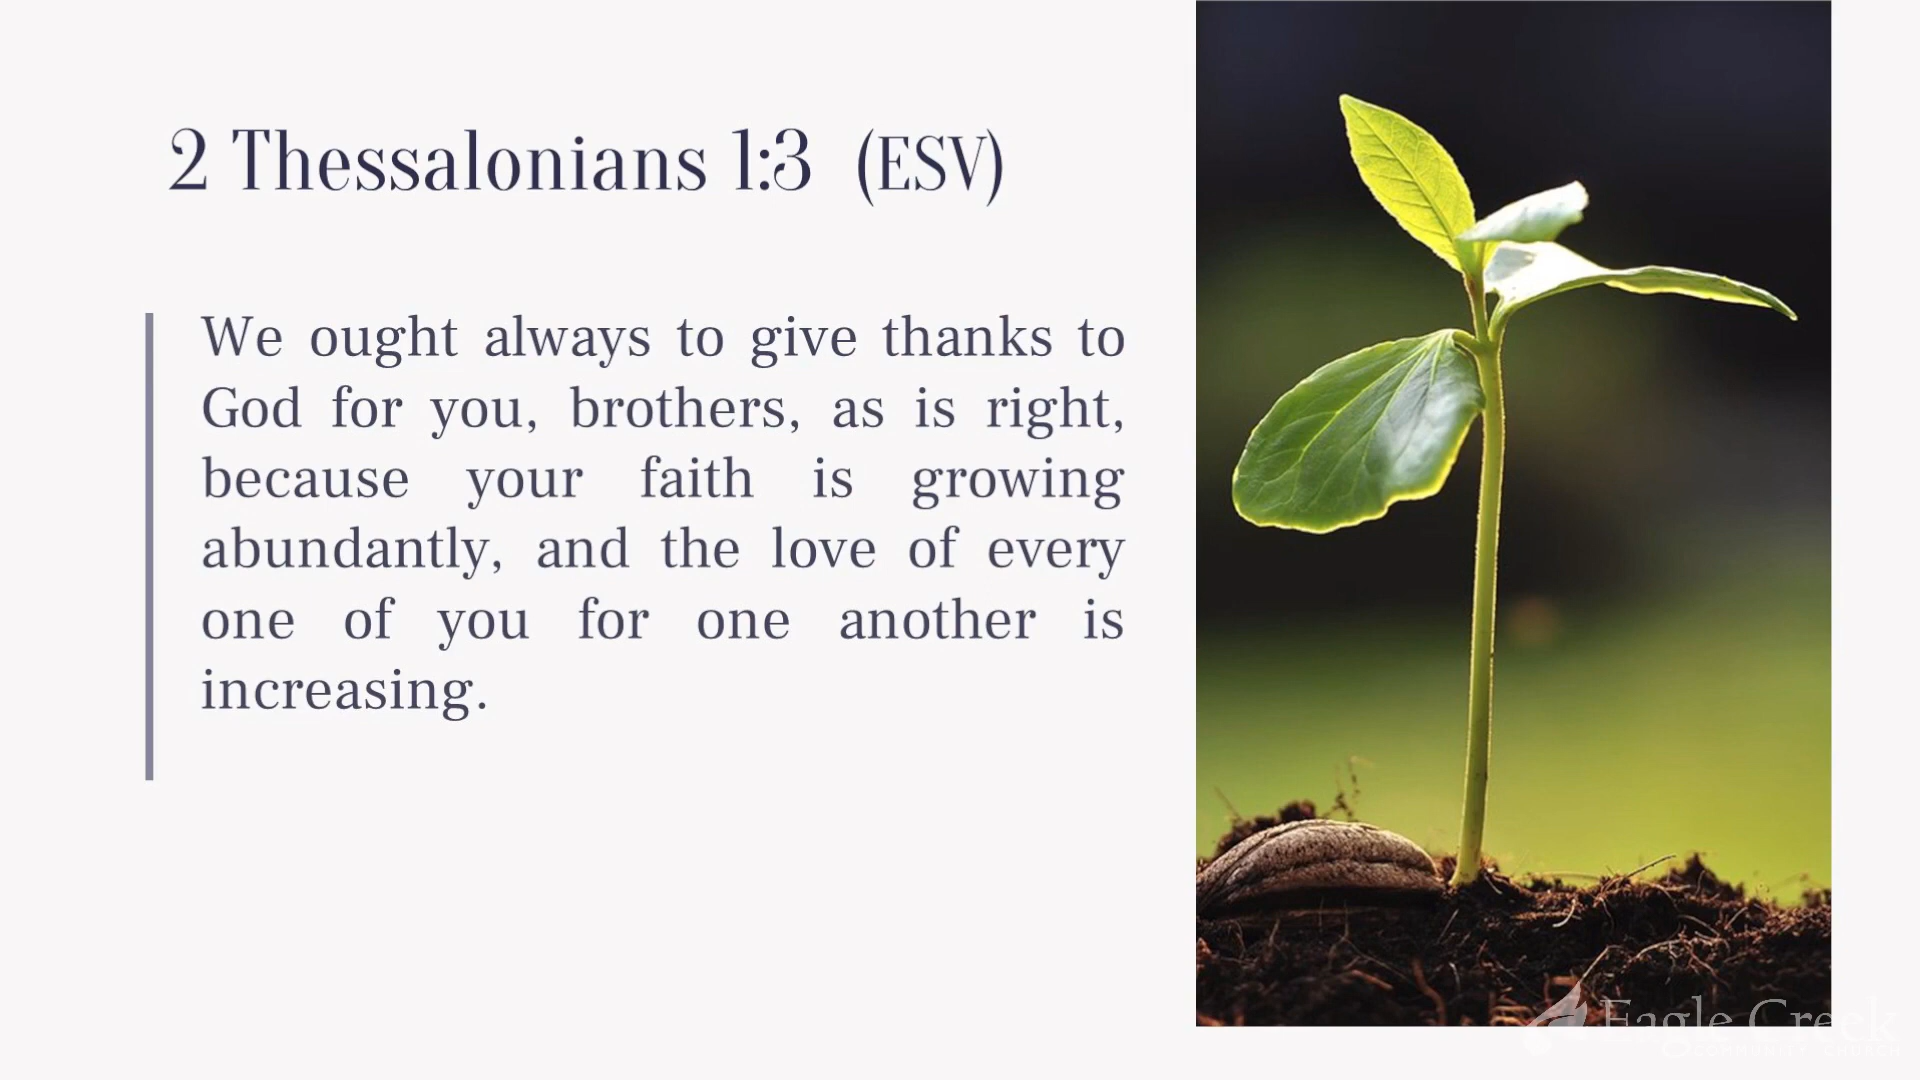 2 Thessalonians 1:3 (ESV)
We ought always to give thanks to
God for you, brothers, as is right,
because your faith is growing
abundantly, and the love of every
one of you for one another is
increasing.
Eagle Creek
COMMUNITY CHURCH